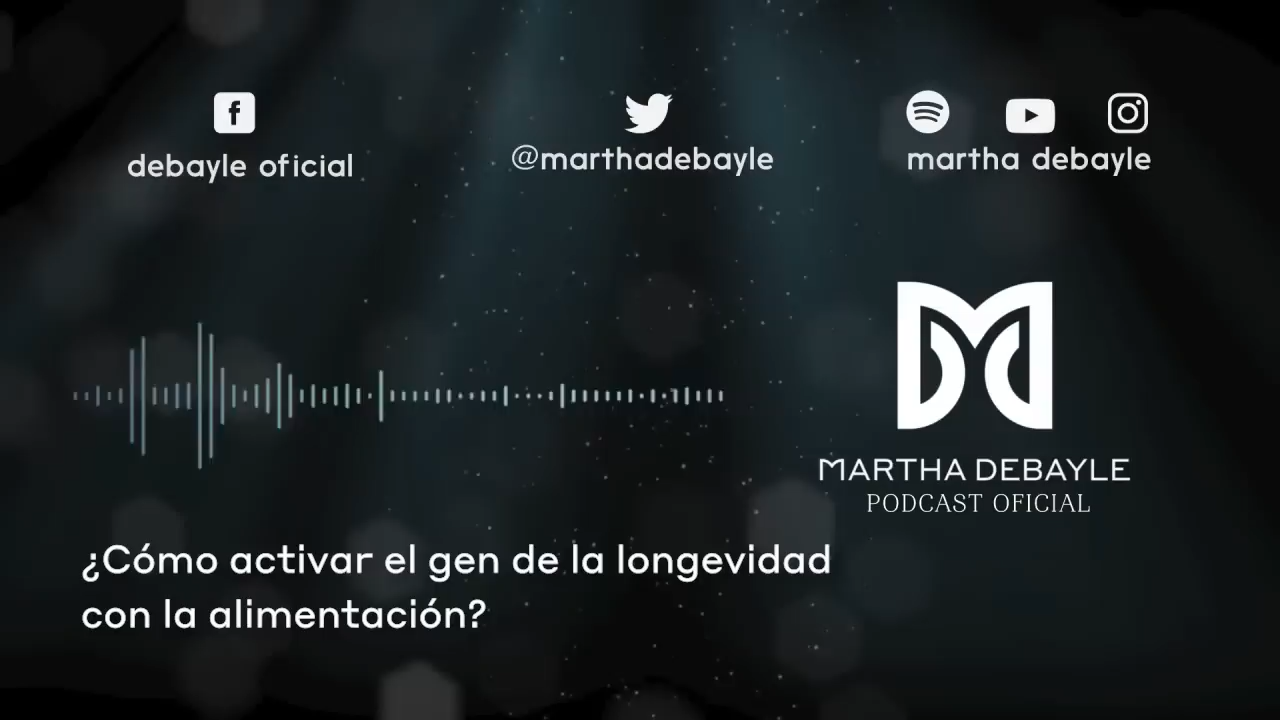 debayle oficial
@marthadebayle
martha debayle
MARTHA DEBAYLE
PODCAST OFICIAL
¿Cómo activar el gen de la longevidad
con la alimentación?